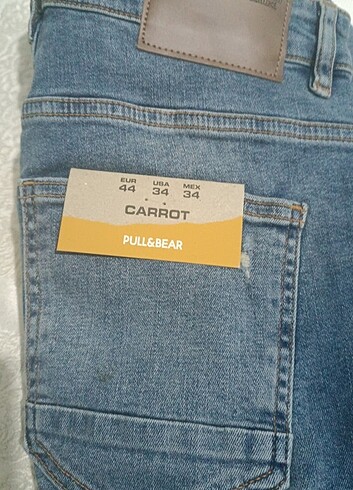 EUR USA MEX
44 34 34
CARROT
PULL&BEAR